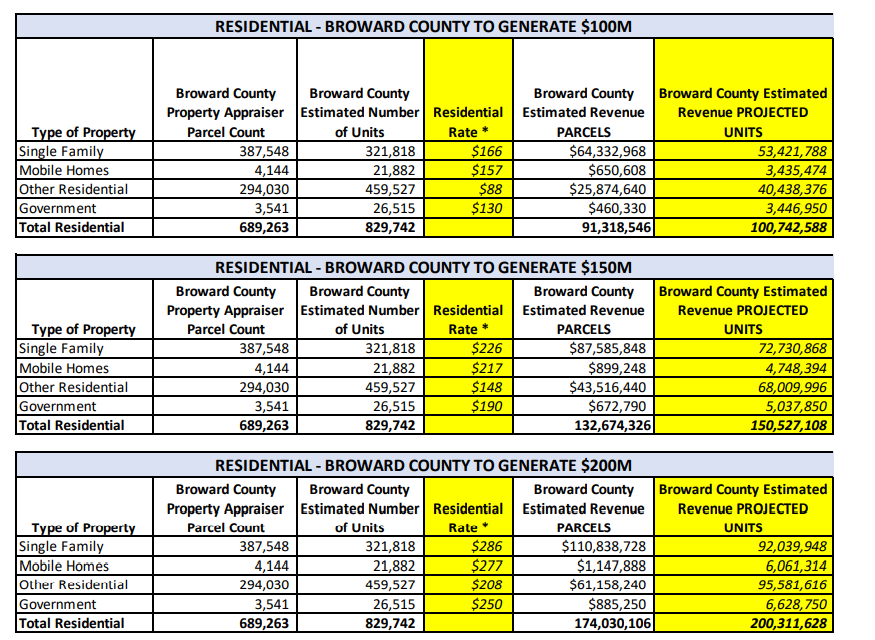 RESIDENTIAL - BROWARD COUNTY TO GENERATE $100M
Type of Property | Broward County Property Appraiser Parcel Count | Broward County Estimated Number of Units | Residential Rate * | Broward County Estimated Revenue PARCELS | Broward County Estimated Revenue PROJECTED UNITS
Single Family | 387,548 | 321,818 | $166 | $64,332,968 | 53,421,788
Mobile Homes | 4,144 | 21,882 | $157 | $650,608 | 3,435,474
Other Residential | 294,030 | 459,527 | $88 | $25,874,640 | 40,438,376
Government | 3,541 | 26,515 | $130 | $460,330 | 3,446,950
Total Residential | 689,263 | 829,742 | | 91,318,546 | 100,742,588
RESIDENTIAL - BROWARD COUNTY TO GENERATE $150M
Type of Property | Broward County Property Appraiser Parcel Count | Broward County Estimated Number of Units | Residential Rate * | Broward County Estimated Revenue PARCELS | Broward County Estimated Revenue PROJECTED UNITS
Single Family | 387,548 | 321,818 | $226 | $87,585,848 | 72,730,868
Mobile Homes | 4,144 | 21,882 | $217 | $899,248 | 4,748,394
Other Residential | 294,030 | 459,527 | $148 | $43,516,440 | 68,009,996
Government | 3,541 | 26,515 | $190 | $672,790 | 5,037,850
Total Residential | 689,263 | 829,742 | | 132,674,326 | 150,527,108
RESIDENTIAL - BROWARD COUNTY TO GENERATE $200M
Type of Property | Broward County Property Appraiser Parcel Count | Broward County Estimated Number of Units | Residential Rate * | Broward County Estimated Revenue PARCELS | Broward County Estimated Revenue PROJECTED UNITS
Single Family | 387,548 | 321,818 | $286 | $110,838,728 | 92,039,948
Mobile Homes | 4,144 | 21,882 | $277 | $1,147,888 | 6,061,314
Other Residential | 294,030 | 459,527 | $208 | $61,158,240 | 95,581,616
Government | 3,541 | 26,515 | $250 | $885,250 | 6,628,750
Total Residential | 689,263 | 829,742 | | 174,030,106 | 200,311,628